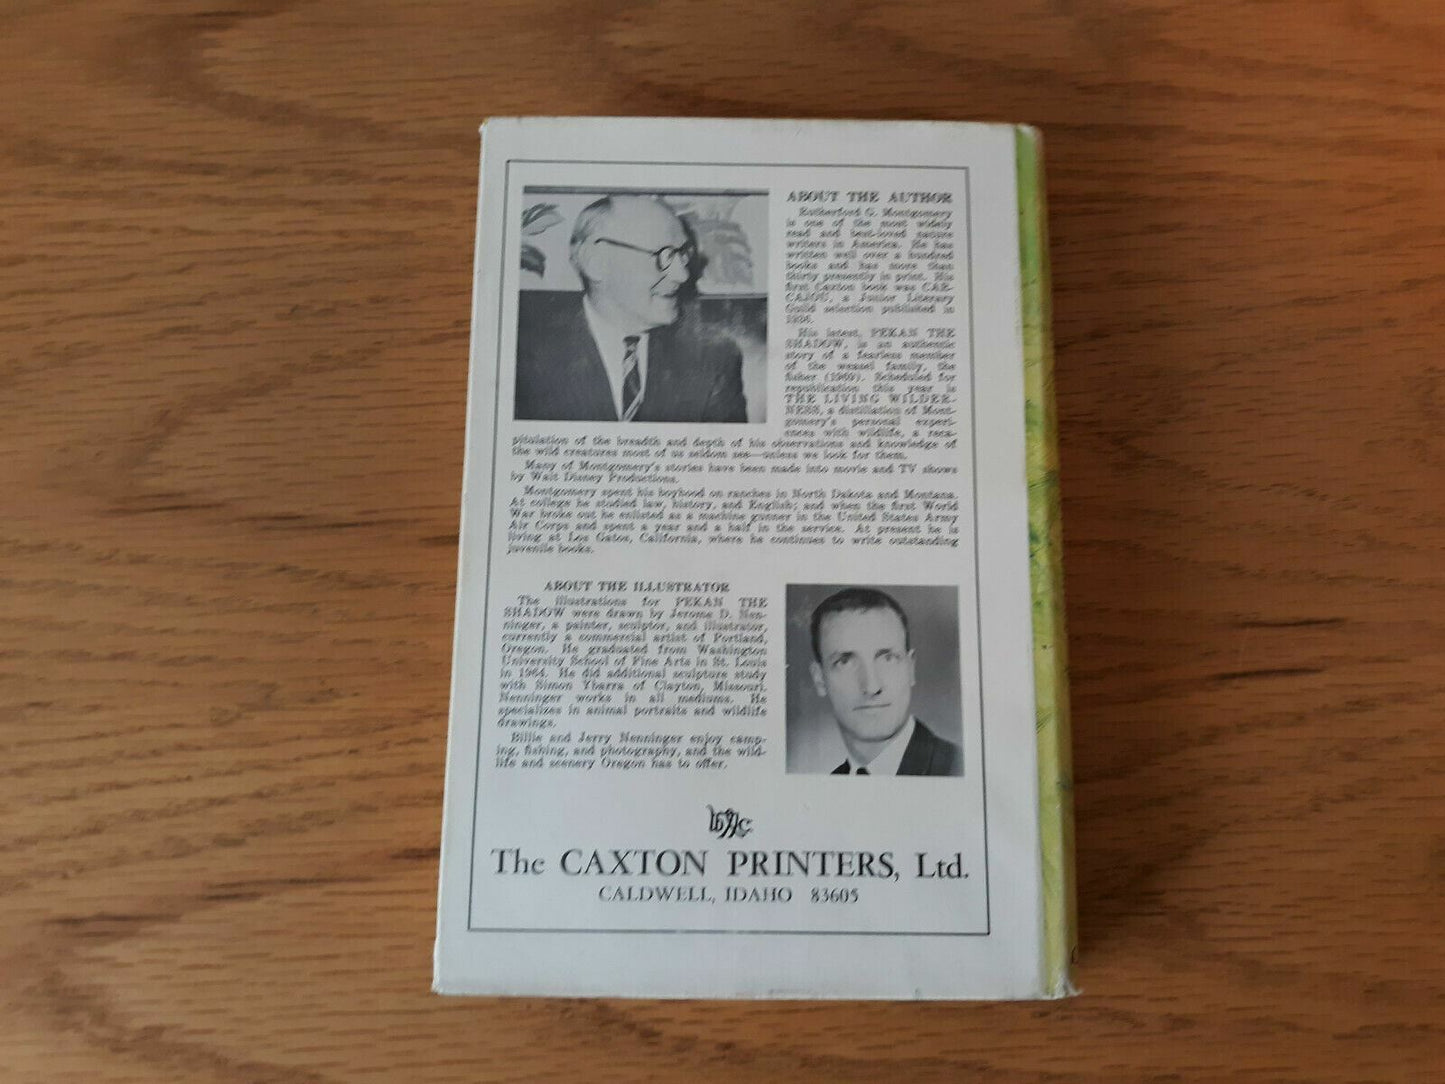 ABOUT THE AUTHOR
Rutherford G. Montgomery
is one of the most widely
read and best-loved nature
writers in America. He has
written well over a hundred
books and has more than
thirty presently in print. His
first Caxton book was CAR-
CAJOU, a Junior Literary
Guild selection published in
1936.
His latest, PEKAN THE
SHADOW, is an authentic
story of a fearless member
of the weasel family, the
fisher (1969). Scheduled for
republication this year is
THE LIVING WILDER-
NESS, a distillation of Mont-
gomery's personal experi-
ences with wildlife, a reca-
pitulation of the breadth and depth of his observations and knowledge of
the wild creatures most of us seldom see—unless we look for them.
Many of Montgomery's stories have been made into movie and TV shows
by Walt Disney Productions.
Montgomery spent his boyhood on ranches in North Dakota and Montana.
At college he studied law, history, and English; and when the first World
War broke out he enlisted as a machine gunner in the United States Army
Air Corps and spent a year and a half in the service. At present he is
living at Los Gatos, California, where he continues to write outstanding
juvenile books.
ABOUT THE ILLUSTRATOR
The illustrations for PEKAN THE
SHADOW were drawn by Jerome D. Nen-
ninger, a painter, sculptor, and illustrator,
currently a commercial artist of Portland,
Oregon. He graduated from Washington
University School of Fine Arts in St. Louis
in 1964. He did additional sculpture study
with Simon Ybarra of Clayton, Missouri.
Nenninger works in all mediums. He
specializes in animal portraits and wildlife
drawings.
Billie and Jerry Nenninger enjoy camp-
ing, fishing, and photography, and the wild-
life and scenery Oregon has to offer.
The CAXTON PRINTERS, Ltd.
CALDWELL, IDAHO 83605